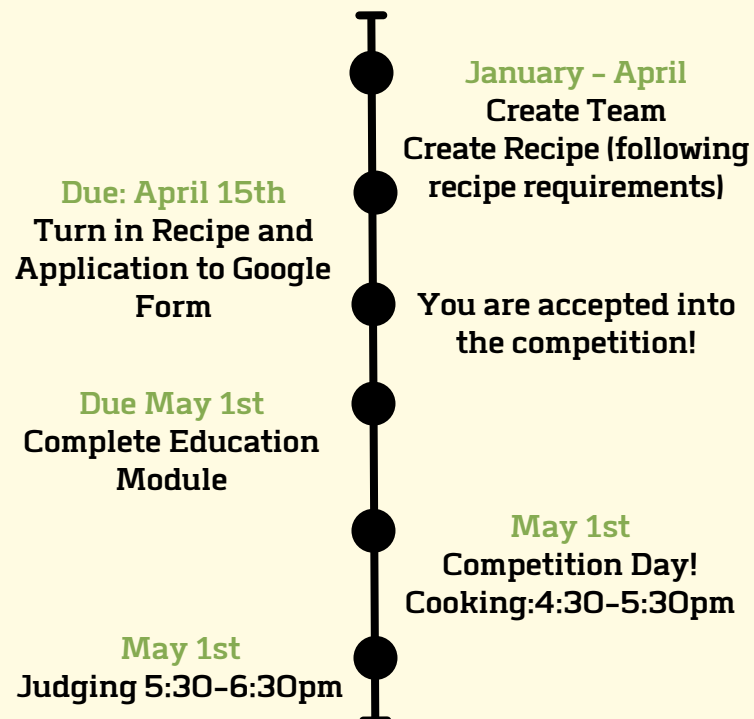 January - April
Create Team
Create Recipe (following
recipe requirements)
Due: April 15th
Turn in Recipe and
Application to Google
Form
You are accepted into
the competition!
Due May 1st
Complete Education
Module
May 1st
Competition Day!
Cooking:4:30-5:30pm
May 1st
Judging 5:30-6:30pm